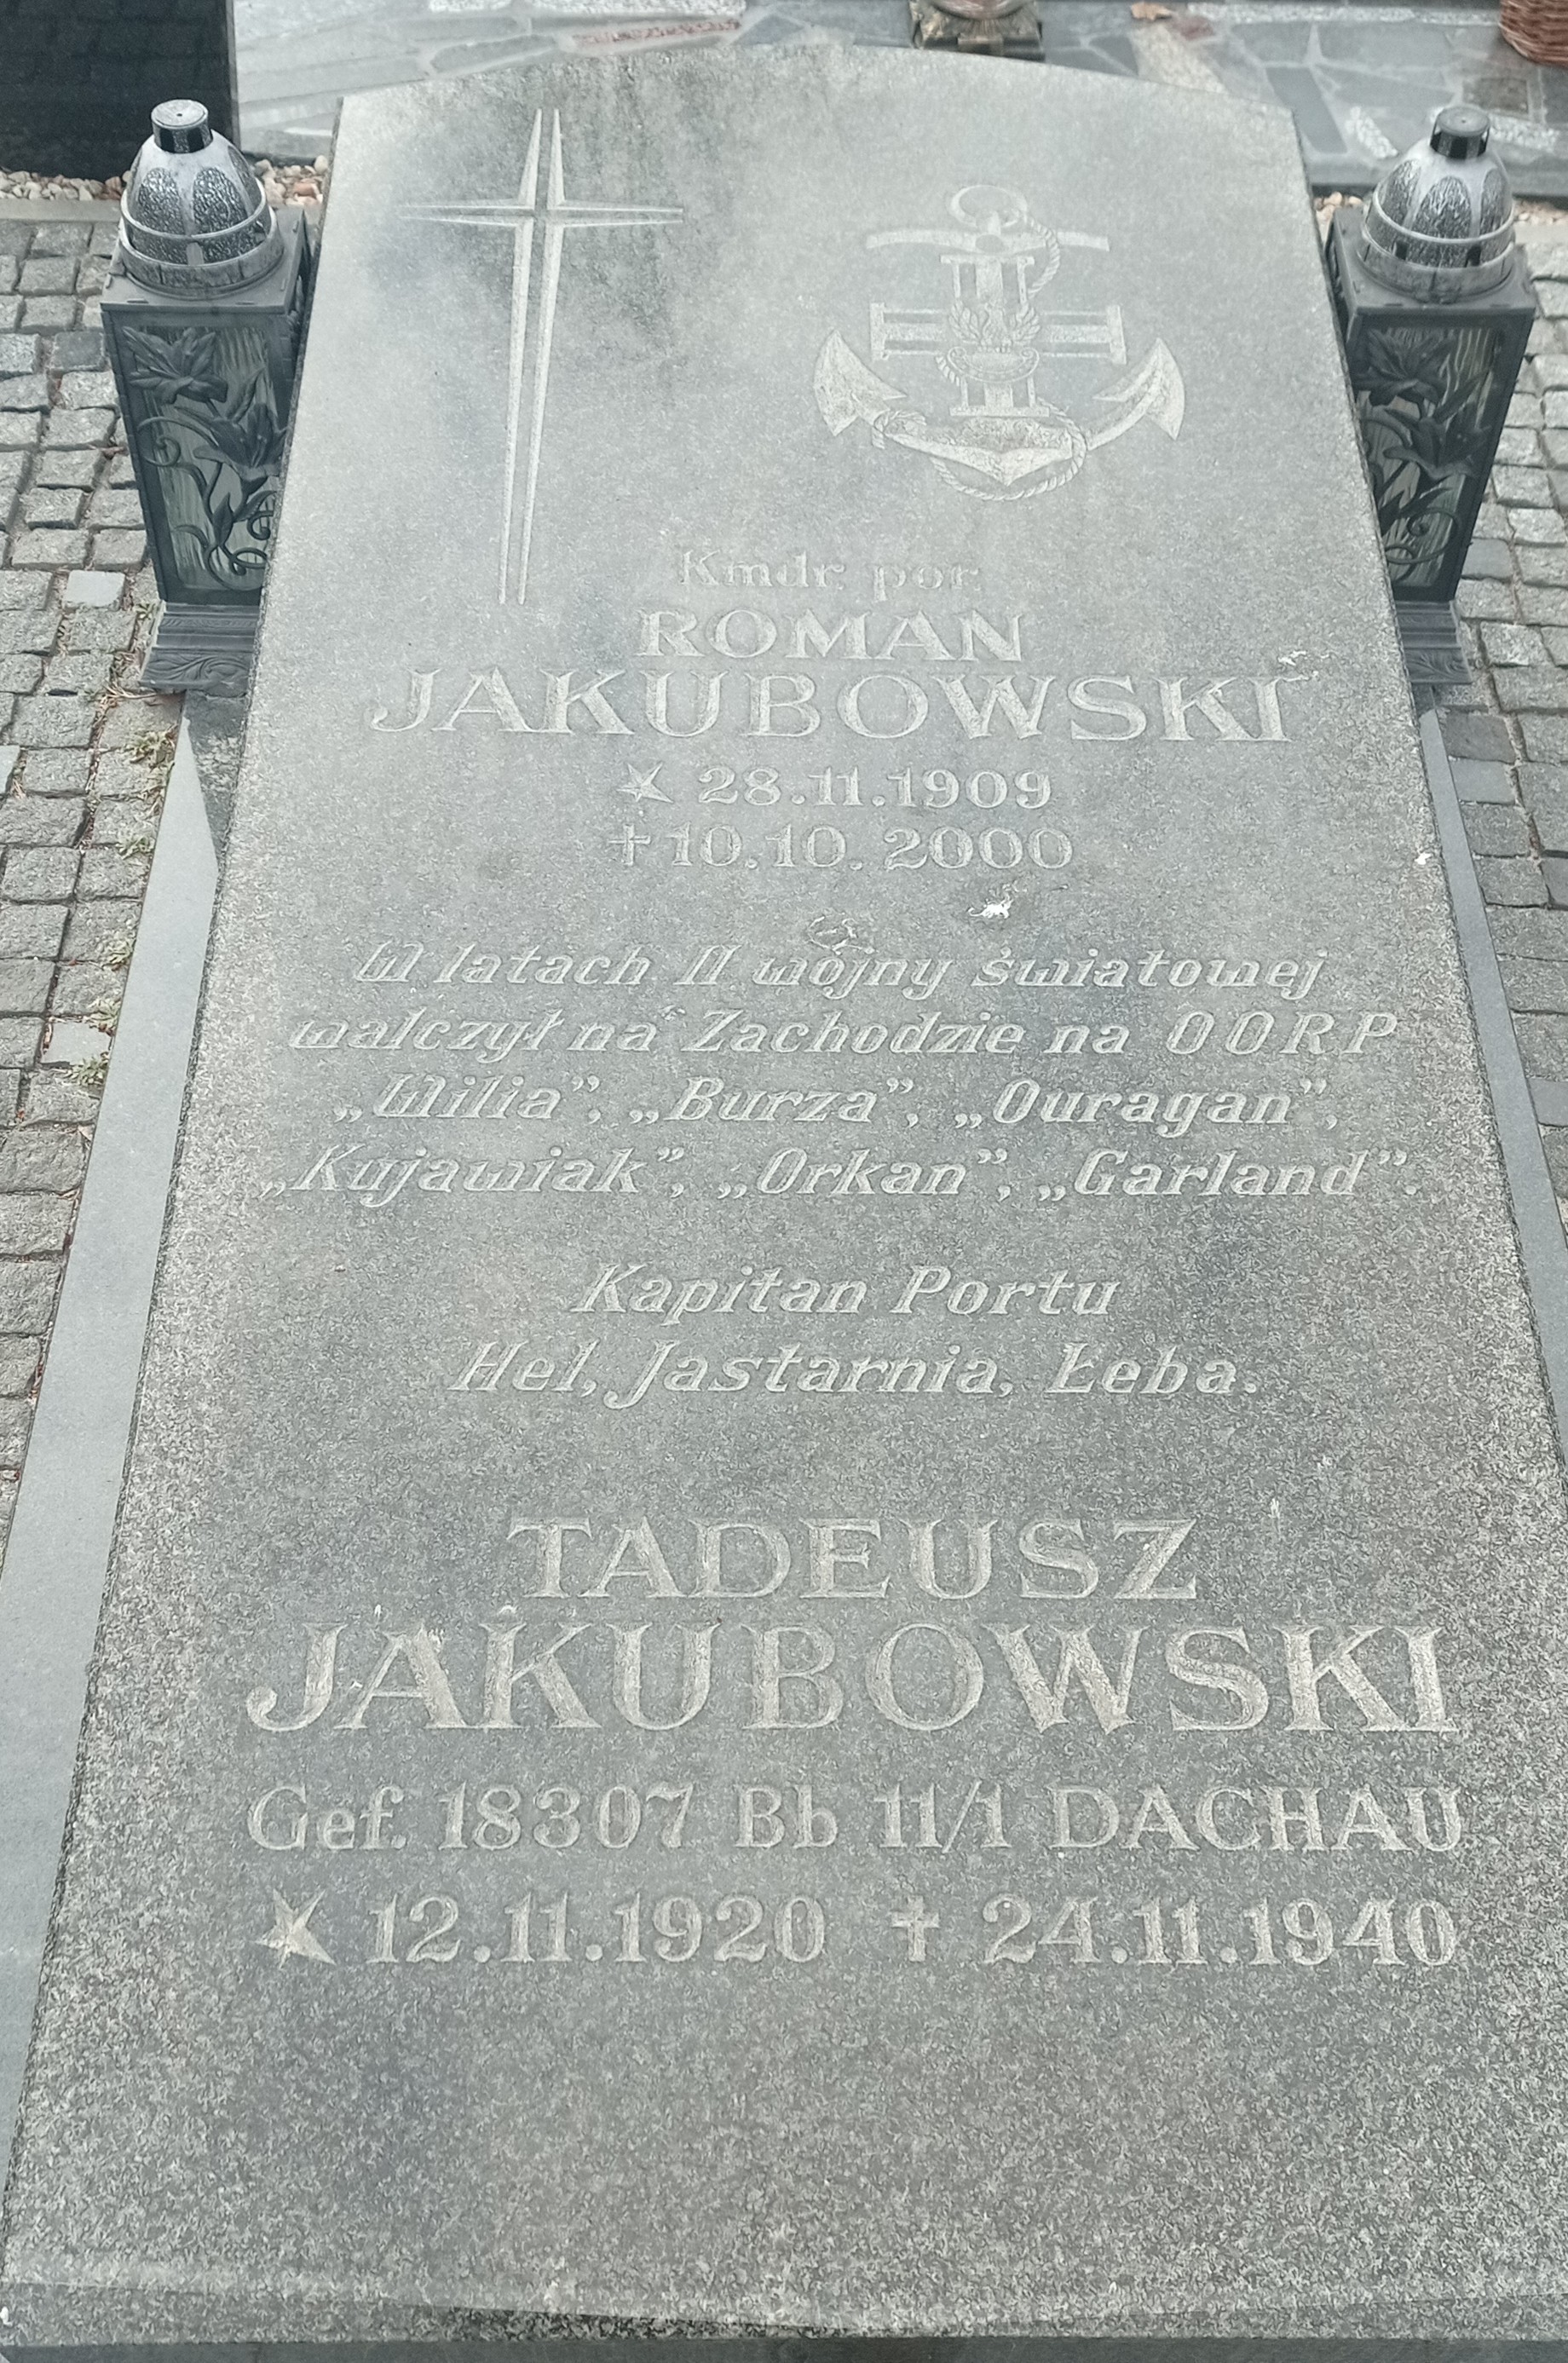 Kmdr. por.
ROMAN
JAKUBOWSKI
★ 28.11.1909
✝ 10.10.2000
W latach II wojny światowej
walczył na Zachodzie na OORP
„Wilia”, „Burza”, „Ouragan”,
„Kujawiak”, „Orkan”, „Garland”.
Kapitan Portu
Hel, Jastarnia, Łeba.
TADEUSZ
JAKUBOWSKI
Gef. 18307 Bb 11/1 DACHAU
★ 12.11.1920 ✝ 24.11.1940